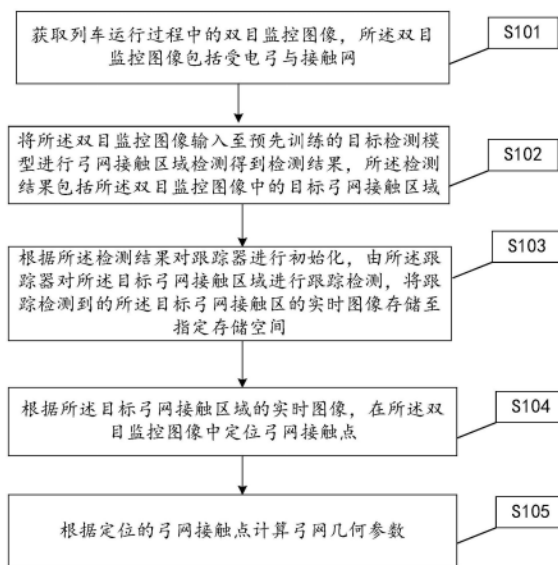 获取列车运行过程中的双目监控图像，所述双目
监控图像包括受电弓与接触网
S101
将所述双目监控图像输入至预先训练的目标检测模
型进行弓网接触区域检测得到检测结果，所述检测
结果包括所述双目监控图像中的目标弓网接触区域
S102
根据所述检测结果对跟踪器进行初始化，由所述跟
踪器对所述目标弓网接触区域进行跟踪检测，将跟
踪检测到的所述目标弓网接触区的实时图像存储至
指定存储空间
S103
根据所述目标弓网接触区域的实时图像，在所述双
目监控图像中定位弓网接触点
S104
根据定位的弓网接触点计算弓网几何参数
S105